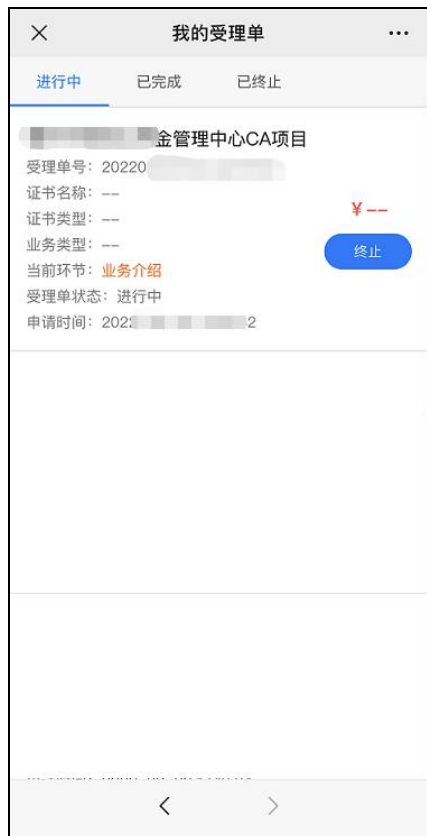 我的受理单
进行中 已完成 已终止
金管理中心CA项目
受理单号：20220
证书名称：--
证书类型：--
¥ --
业务类型：--
终止
当前环节：业务介绍
受理单状态：进行中
申请时间：202 2